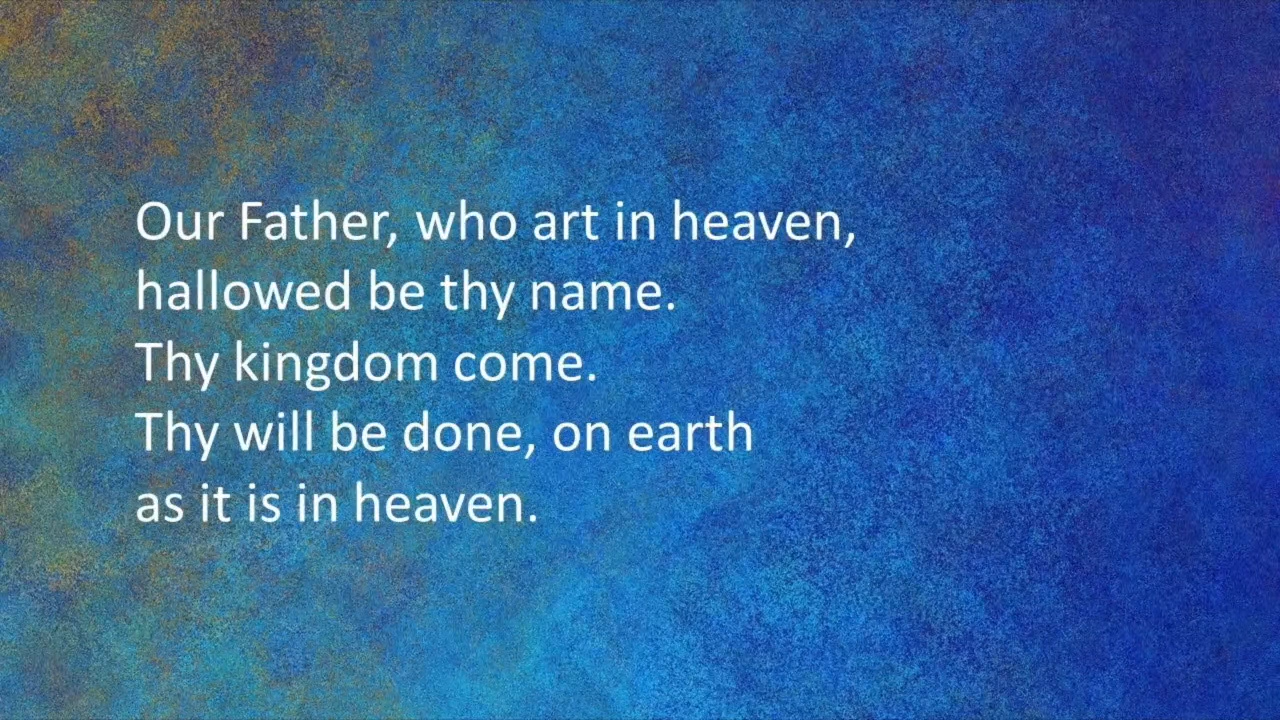 Our Father, who art in heaven,
hallowed be thy name.
Thy kingdom come.
Thy will be done, on earth
as it is in heaven.